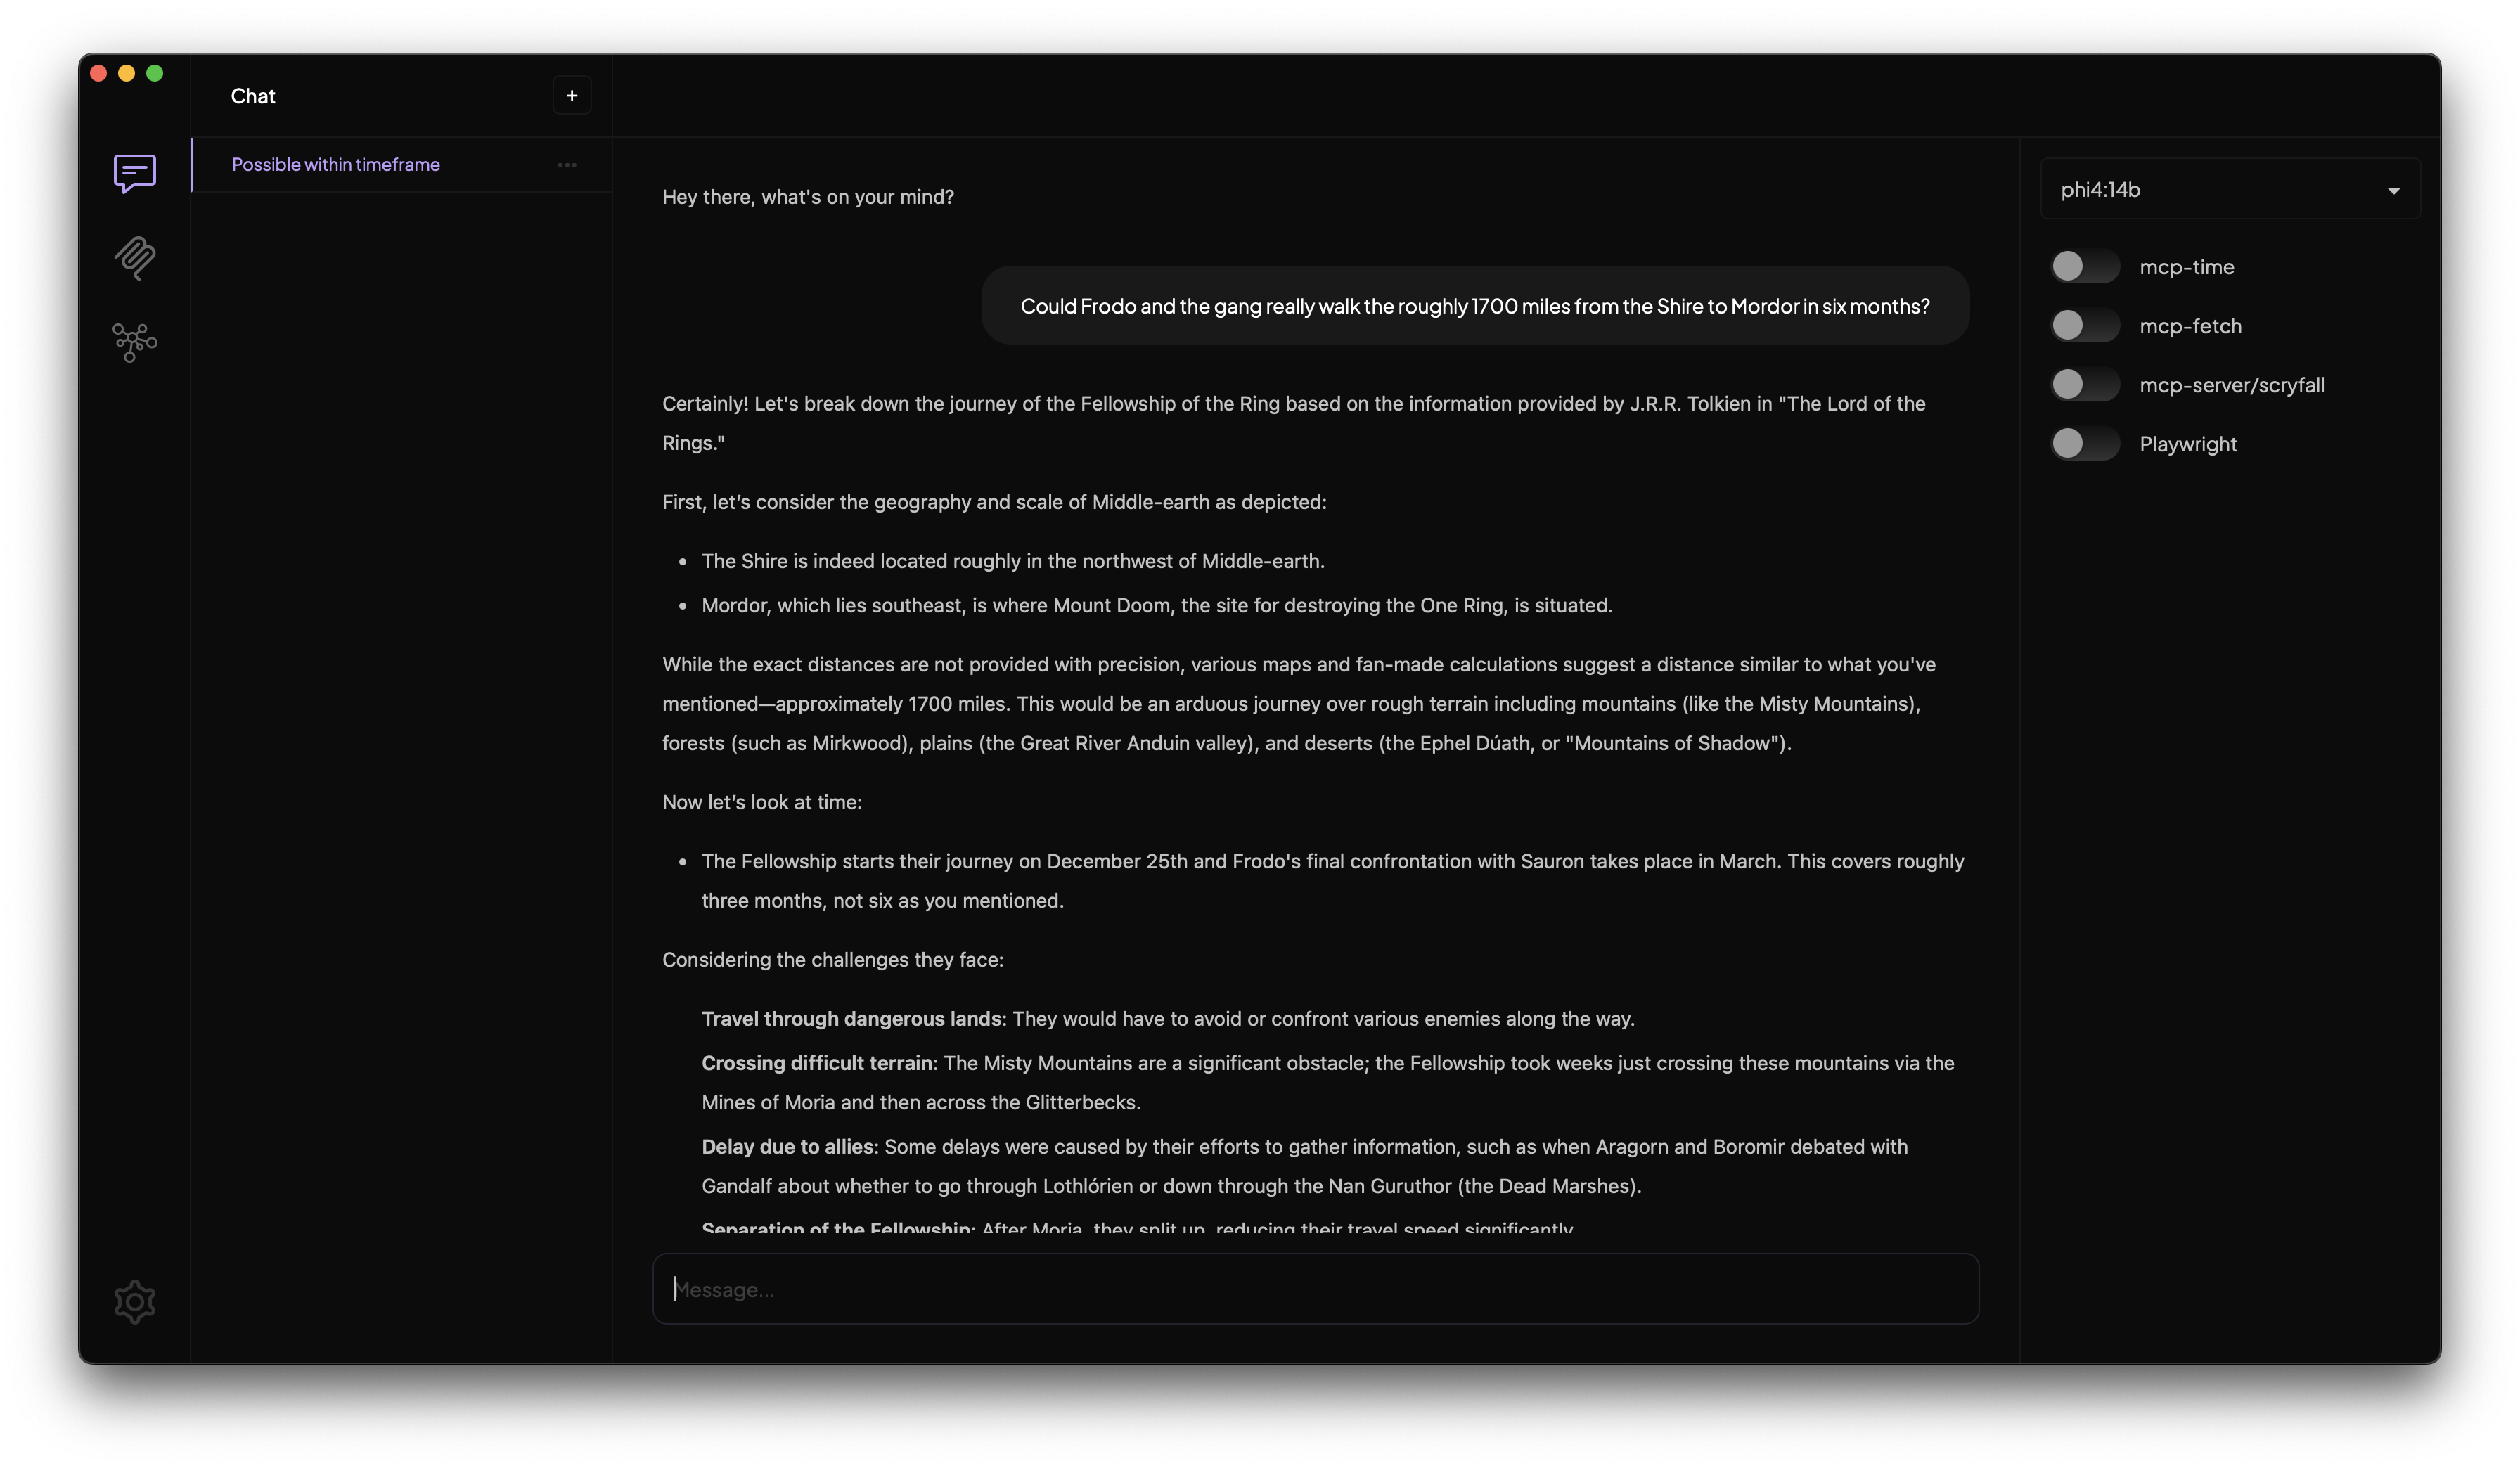 Chat
+
Possible within timeframe
Hey there, what's on your mind?
Could Frodo and the gang really walk the roughly 1700 miles from the Shire to Mordor in six months?
Certainly! Let's break down the journey of the Fellowship of the Ring based on the information provided by J.R.R. Tolkien in "The Lord of the
Rings."
First, let’s consider the geography and scale of Middle-earth as depicted:
• The Shire is indeed located roughly in the northwest of Middle-earth.
• Mordor, which lies southeast, is where Mount Doom, the site for destroying the One Ring, is situated.
While the exact distances are not provided with precision, various maps and fan-made calculations suggest a distance similar to what you've
mentioned—approximately 1700 miles. This would be an arduous journey over rough terrain including mountains (like the Misty Mountains),
forests (such as Mirkwood), plains (the Great River Anduin valley), and deserts (the Ephel Dúath, or "Mountains of Shadow").
Now let’s look at time:
• The Fellowship starts their journey on December 25th and Frodo's final confrontation with Sauron takes place in March. This covers roughly
three months, not six as you mentioned.
Considering the challenges they face:
Travel through dangerous lands: They would have to avoid or confront various enemies along the way.
Crossing difficult terrain: The Misty Mountains are a significant obstacle; the Fellowship took weeks just crossing these mountains via the
Mines of Moria and then across the Glitterbecks.
Delay due to allies: Some delays were caused by their efforts to gather information, such as when Aragorn and Boromir debated with
Gandalf about whether to go through Lothlórien or down through the Nan Guruthor (the Dead Marshes).
Separation of the Fellowship: After Moria, they split up, reducing their travel speed significantly.
Message...
phi4:14b
mcp-time
mcp-fetch
mcp-server/scryfall
Playwright